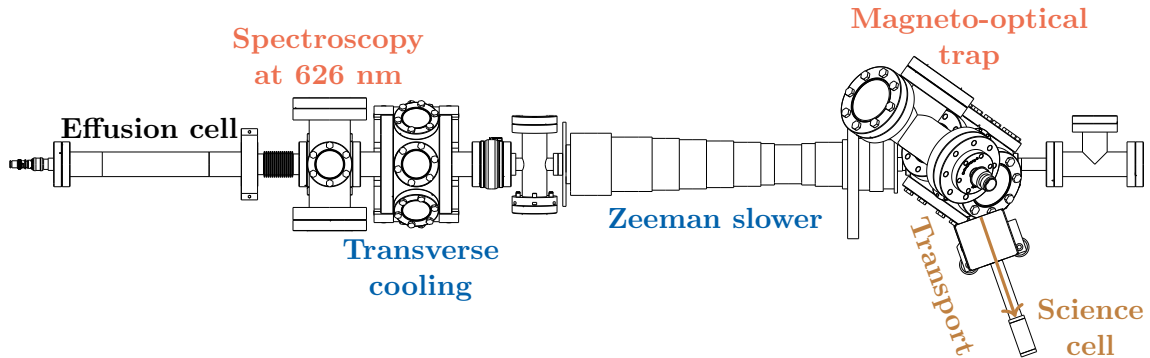 Spectroscopy
at 626 nm
Magneto-optical
trap
Effusion cell
Zeeman slower
Transverse
cooling
Transport
Science
cell